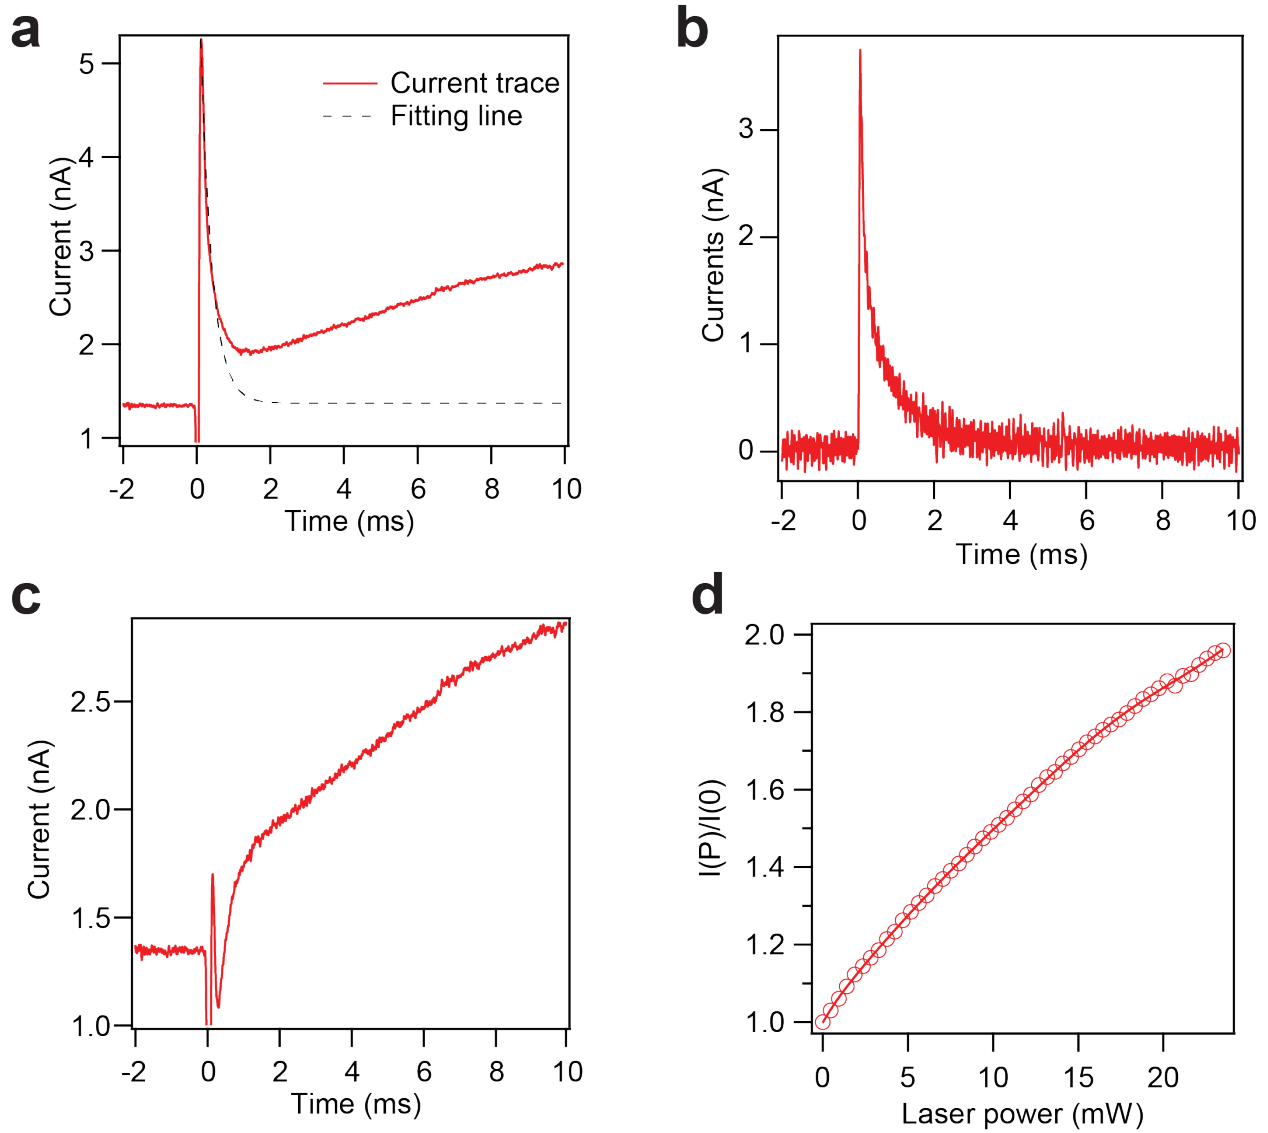 a
5
4
3
2
1
Current (nA)
Current trace
Fitting line
-2 0 2 4 6 8 10
Time (ms)
b
3
2
1
0
Currents (nA)
-2 0 2 4 6 8 10
Time (ms)
c
2.5
2.0
1.5
1.0
Current (nA)
-2 0 2 4 6 8 10
Time (ms)
d
2.0
1.8
1.6
1.4
1.2
1.0
I(P)/I(0)
0 5 10 15 20
Laser power (mW)